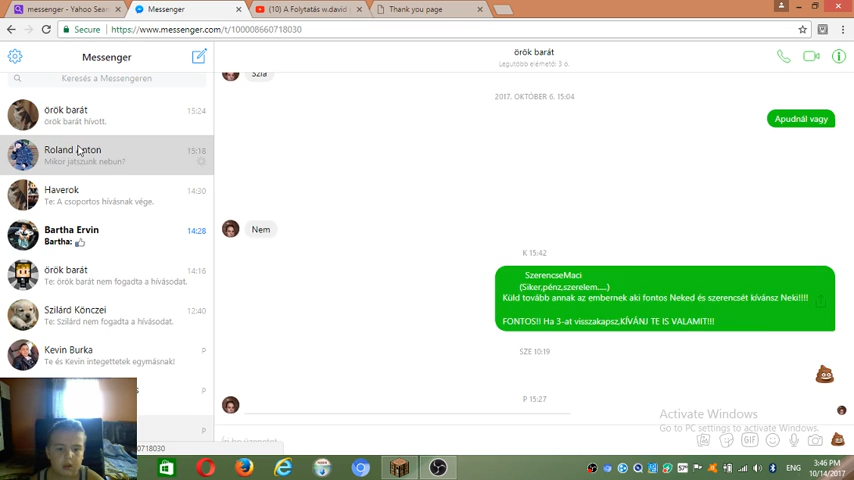 messenger - Yahoo Sear
Messenger
(10) A Folytatás w.david
Thank you page
Secure
https://www.messenger.com/t/100008660718030
Messenger
örök barát
Legutóbb elérhető: 3 ó.
Keresés a Messengeren
örök barát
15:24
örök barát hívott.
Roland Anton
15:18
Mikor játszunk nebun?
Haverok
14:30
Te: A csoportos hívásnak vége.
Bartha Ervin
14:28
Bartha:
örök barát
14:16
Te: örök barát nem fogadta a hívásodat.
Szilárd Könczei
12:40
Te: Szilárd nem fogadta a hívásodat.
Kevin Burka
P
Te és Kevin integettetek egymásnak!
P
P
0718030
Szia
2017. OKTÓBER 6. 15:04
Apudnál vagy
Nem
K 15:42
SzerencseMaci
(Siker,pénz,szerelem.....)
Küld tovább annak az embernek aki fontos Neked és szerencsét kívánsz Neki!!!!
FONTOS!! Ha 3-at visszakapsz,KÍVÁNJ TE IS VALAMIT!!!
SZE 10:19
P 15:27
Activate Windows
Go to PC settings to activate Windows.
GIF
ENG
3:46 PM
10/14/2017